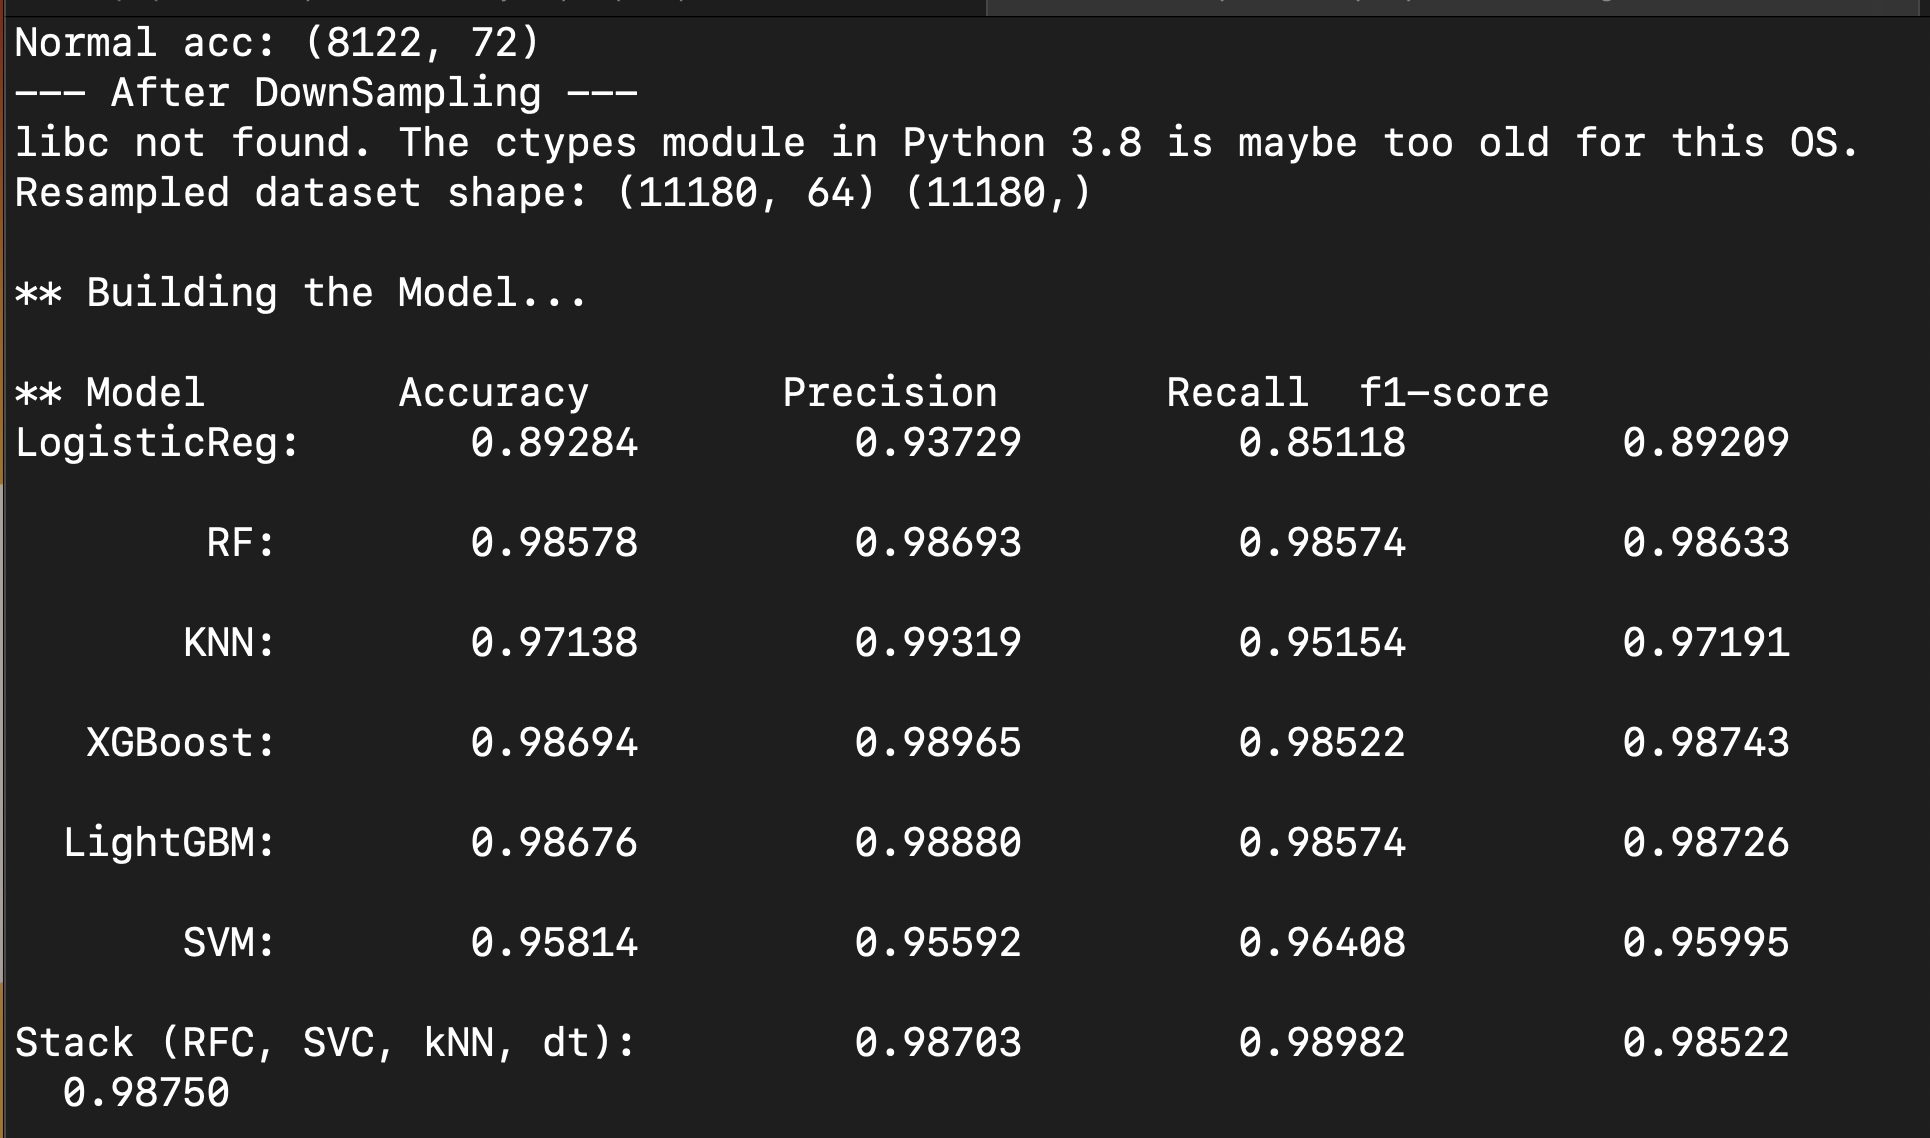 Normal acc: (8122, 72)
--- After DownSampling ---
libc not found. The ctypes module in Python 3.8 is maybe too old for this OS.
Resampled dataset shape: (11180, 64) (11180,)
** Building the Model...
** Model Accuracy Precision Recall f1-score
LogisticReg: 0.89284 0.93729 0.85118 0.89209
RF: 0.98578 0.98693 0.98574 0.98633
KNN: 0.97138 0.99319 0.95154 0.97191
XGBoost: 0.98694 0.98965 0.98522 0.98743
LightGBM: 0.98676 0.98880 0.98574 0.98726
SVM: 0.95814 0.95592 0.96408 0.95995
Stack (RFC, SVC, kNN, dt): 0.98703 0.98982 0.98522
0.98750